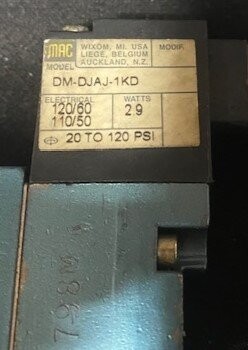 MAC
WIXOM, MI. USA
LIEGE, BELGIUM
AUCKLAND, N.Z.
MODIF.
MODEL
DM-DJAJ-1KD
ELECTRICAL WATTS
120/60 2.9
110/50
20 TO 120 PSI
798M